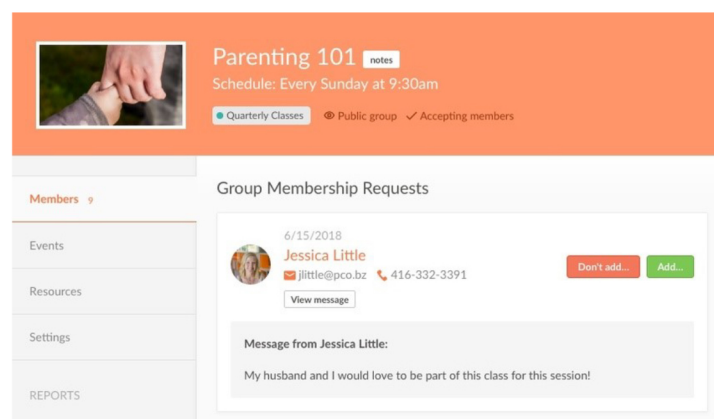 Parenting 101 notes
Schedule: Every Sunday at 9:30am
Quarterly Classes Public group Accepting members
Members 9
Events
Resources
Settings
REPORTS
Group Membership Requests
6/15/2018
Jessica Little
jlittle@pco.bz 416-332-3391
Don't add... Add...
View message
Message from Jessica Little:
My husband and I would love to be part of this class for this session!